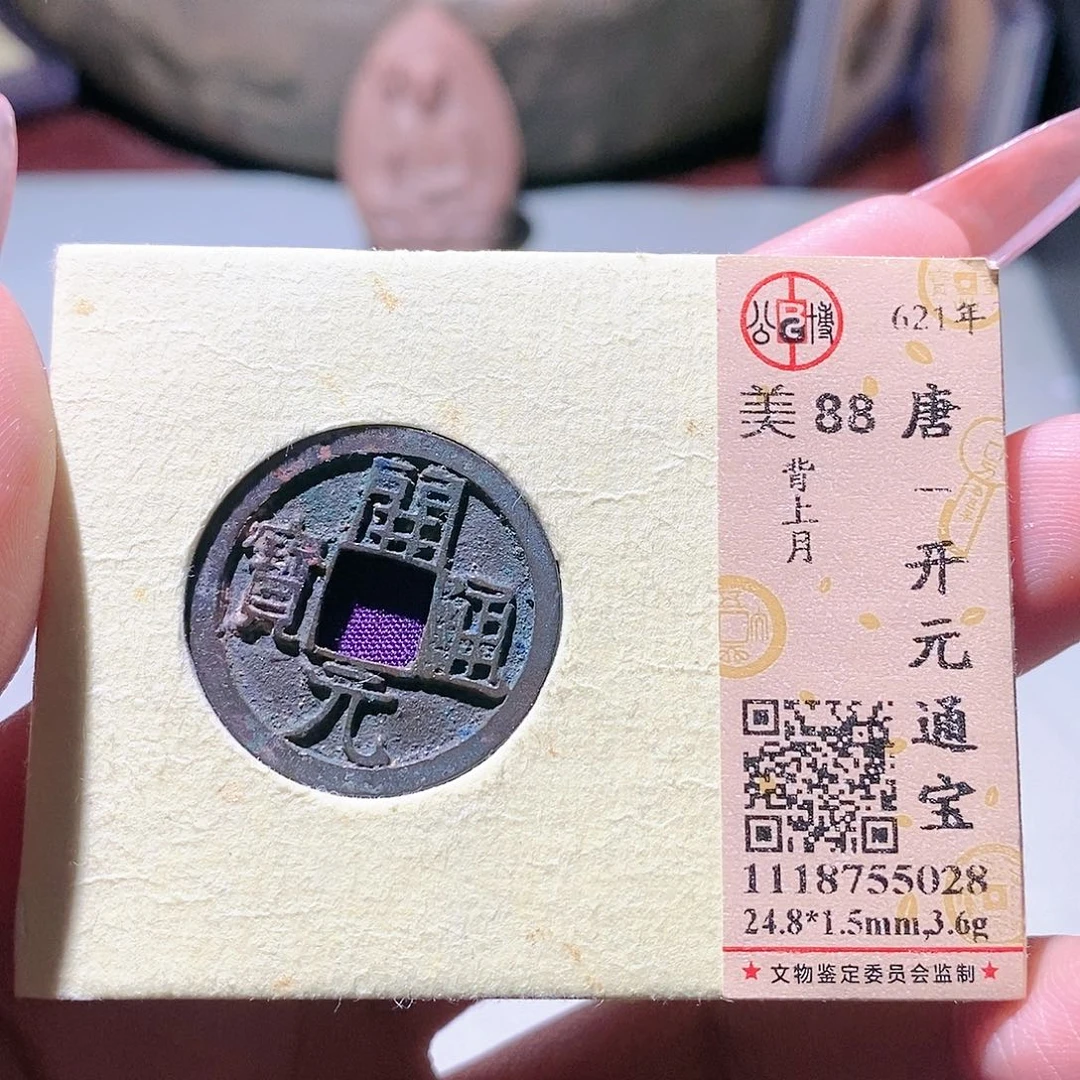 開
通
元
寶
公博
621年
美 88
背上月
唐一开元通宝
1118755028
24.8*1.5mm,3.6g
★ 文物鉴定委员会监制 ★